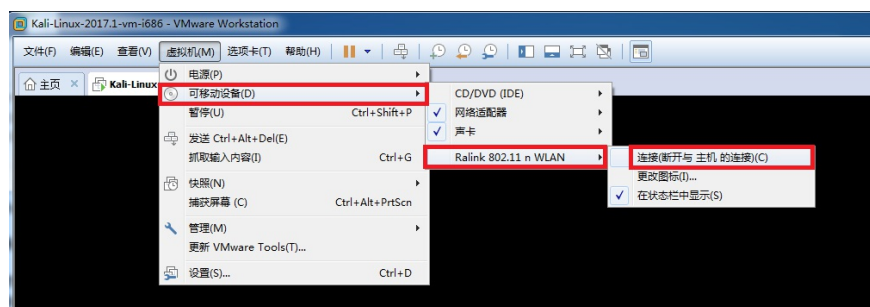 Kali-Linux-2017.1-vm-i686 - VMware Workstation
文件(F) 编辑(E) 查看(V) 虚拟机(M) 选项卡(T) 帮助(H)
主页 Kali-Linux
电源(P)
可移动设备(D)
暂停(U) Ctrl+Shift+P
发送 Ctrl+Alt+Del(E)
抓取输入内容(I) Ctrl+G
快照(N)
捕获屏幕 (C) Ctrl+Alt+PrtScn
管理(M)
更新 VMware Tools(T)...
设置(S)... Ctrl+D
CD/DVD (IDE)
网络适配器
声卡
Ralink 802.11 n WLAN
连接(断开与 主机 的连接)(C)
更改图标(I)...
在状态栏中显示(S)